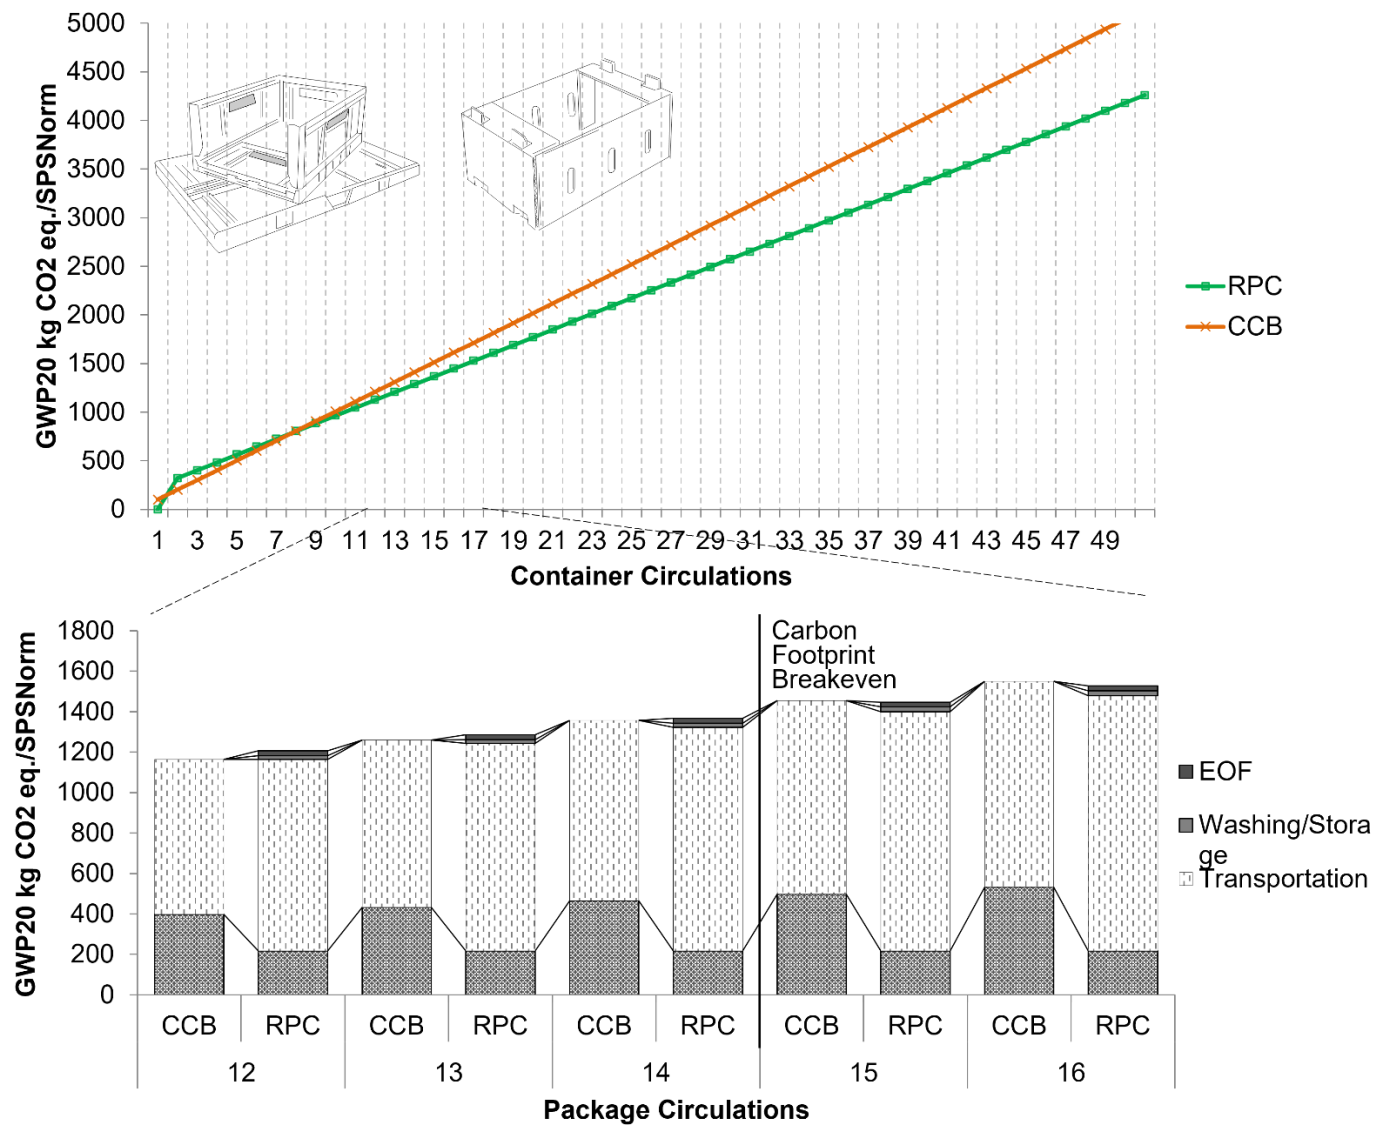 5000
4500
4000
3500
3000
2500
2000
1500
1000
500
0
GWP20 kg CO2 eq./SPSNorm
1 3 5 7 9 11 13 15 17 19 21 23 25 27 29 31 33 35 37 39 41 43 45 47 49
Container Circulations
RPC
CCB
1800
1600
1400
1200
1000
800
600
400
200
0
GWP20 kg CO2 eq./SPSNorm
Carbon
Footprint
Breakeven
EOF
Washing/Stora
ge
Transportation
CCB RPC CCB RPC CCB RPC CCB RPC CCB RPC
12 13 14 15 16
Package Circulations